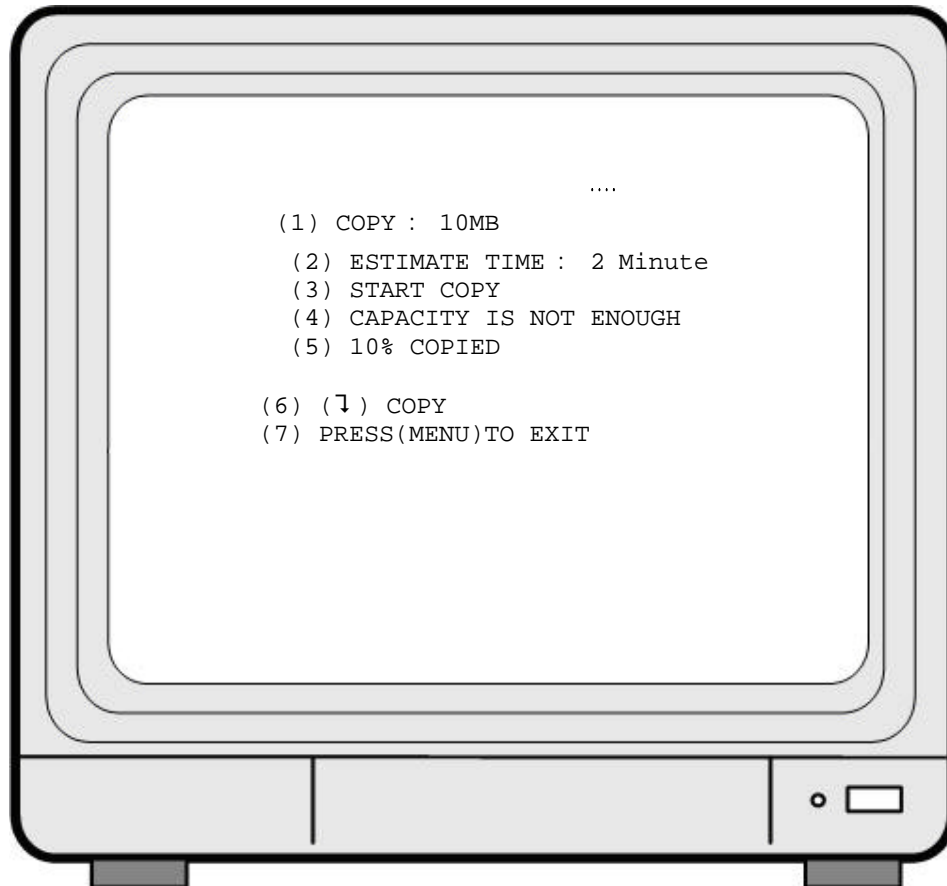 ....
(1) COPY : 10MB
(2) ESTIMATE TIME : 2 Minute
(3) START COPY
(4) CAPACITY IS NOT ENOUGH
(5) 10% COPIED
(6) (↴) COPY
(7) PRESS(MENU)TO EXIT